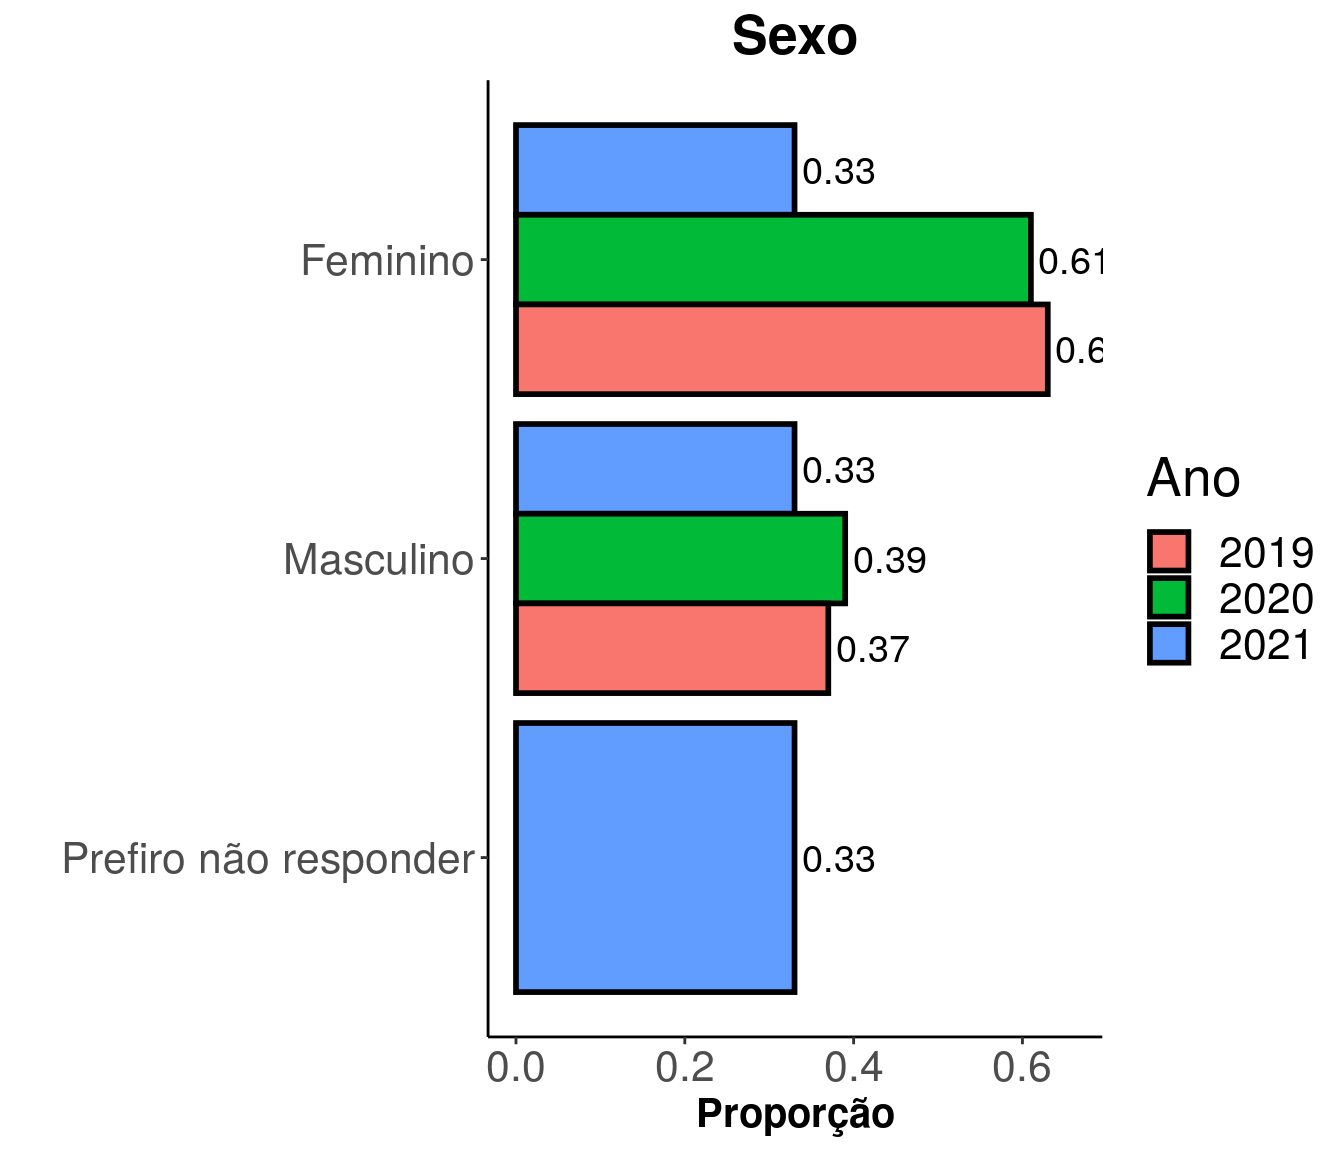 Sexo
Feminino
0.33
0.61
0.6
Masculino
0.33
0.39
0.37
Prefiro não responder
0.33
0.0 0.2 0.4 0.6
Proporção
Ano
2019
2020
2021